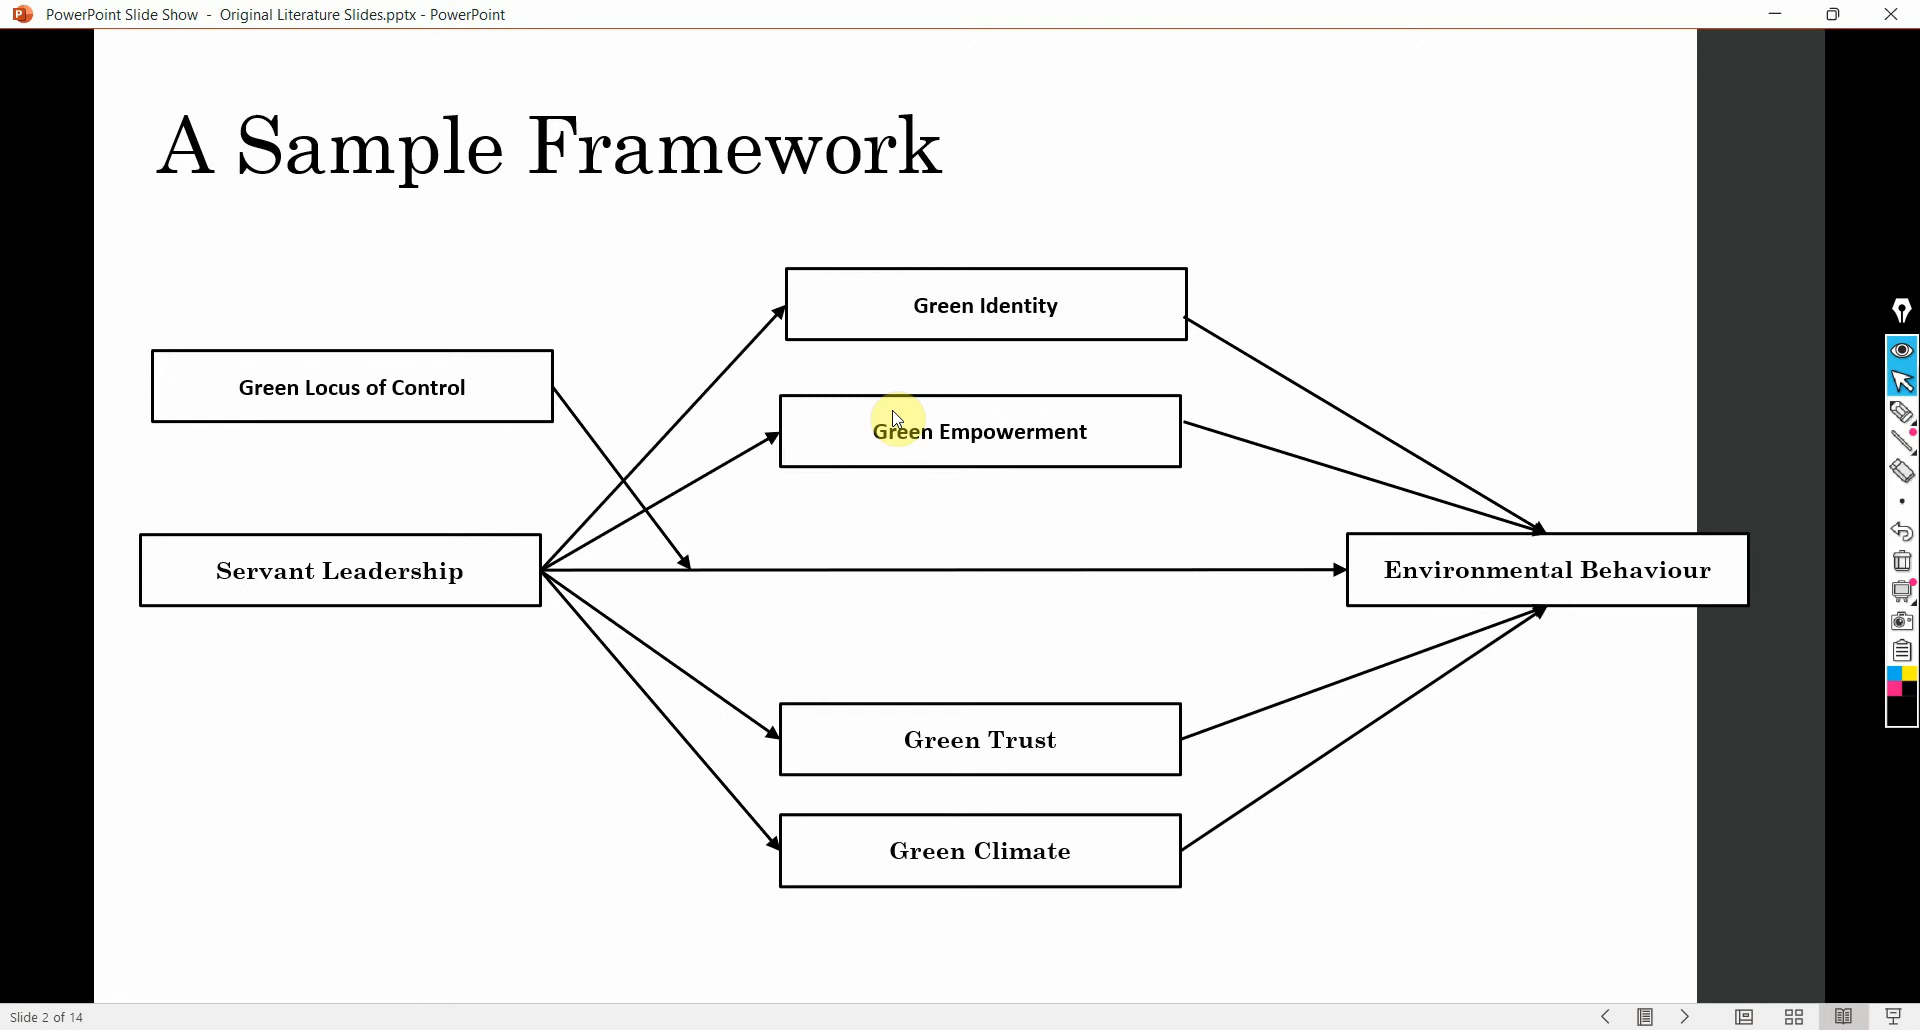 PowerPoint Slide Show - Original Literature Slides.pptx - PowerPoint
A Sample Framework
Green Identity
Green Locus of Control
Green Empowerment
Servant Leadership
Environmental Behaviour
Green Trust
Green Climate
Slide 2 of 14